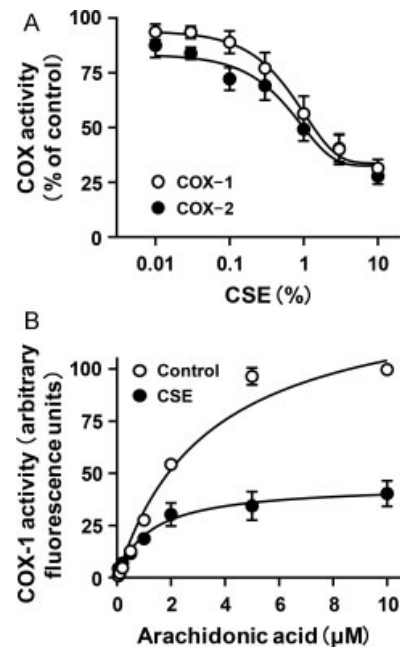 A
COX activity
(% of control)
100
75
50
25
0
COX−1
COX−2
0.01
0.1
1
10
CSE (%)
B
COX-1 activity (arbitrary
fluorescence units)
100
75
50
25
0
Control
CSE
0
2
4
6
8
10
Arachidonic acid (μM)